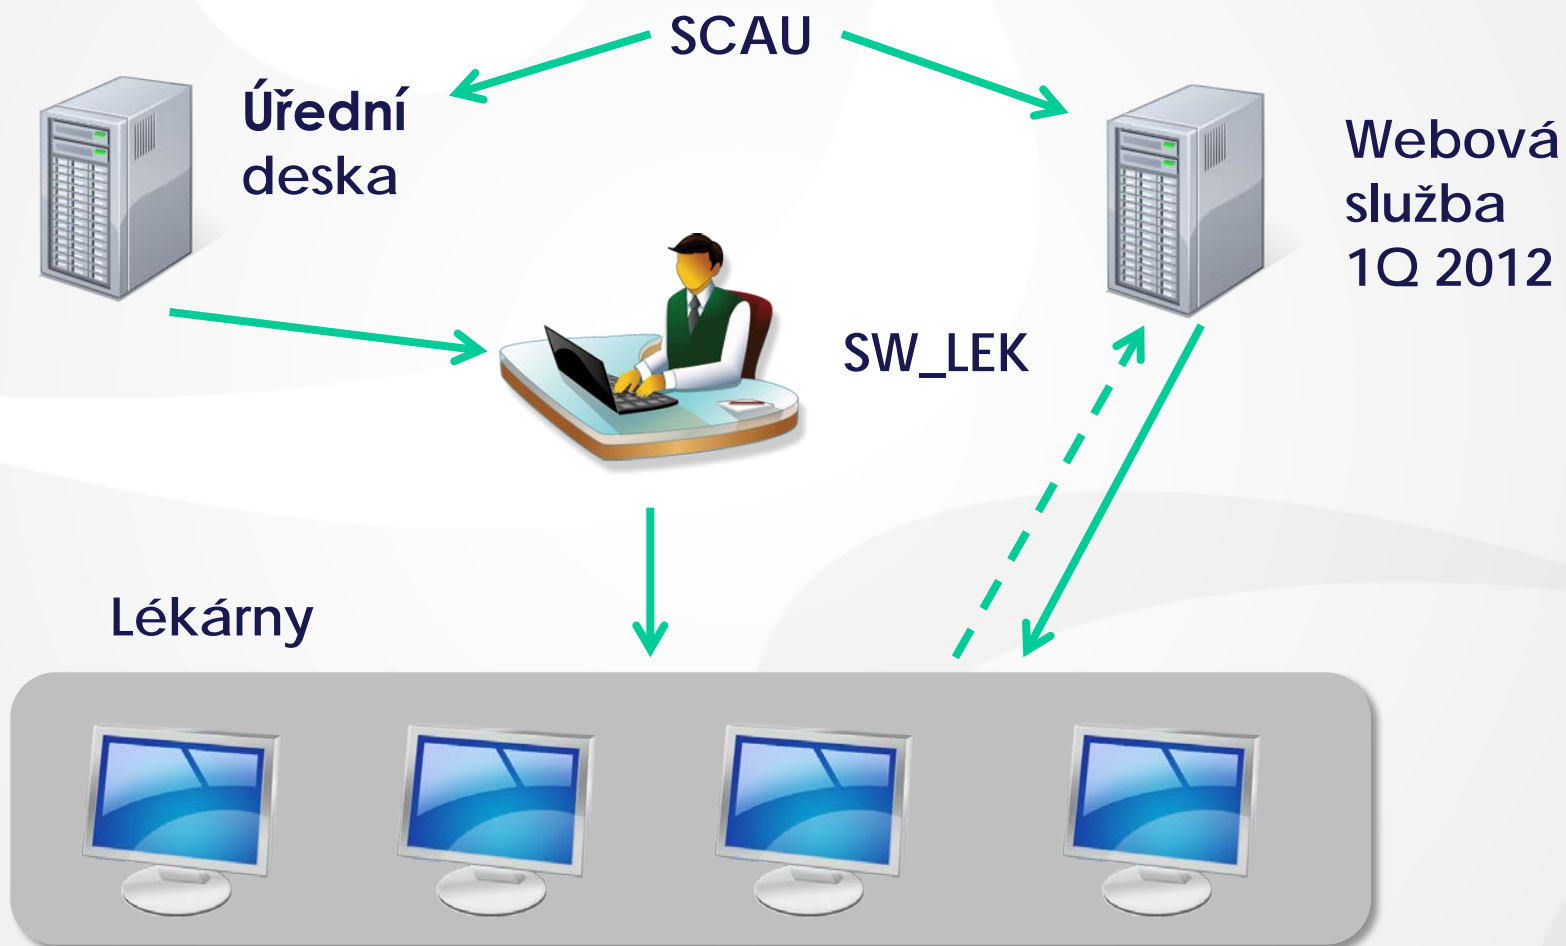 SCAU
Úřední
deska
Webová
služba
1Q 2012
SW_LEK
Lékárny